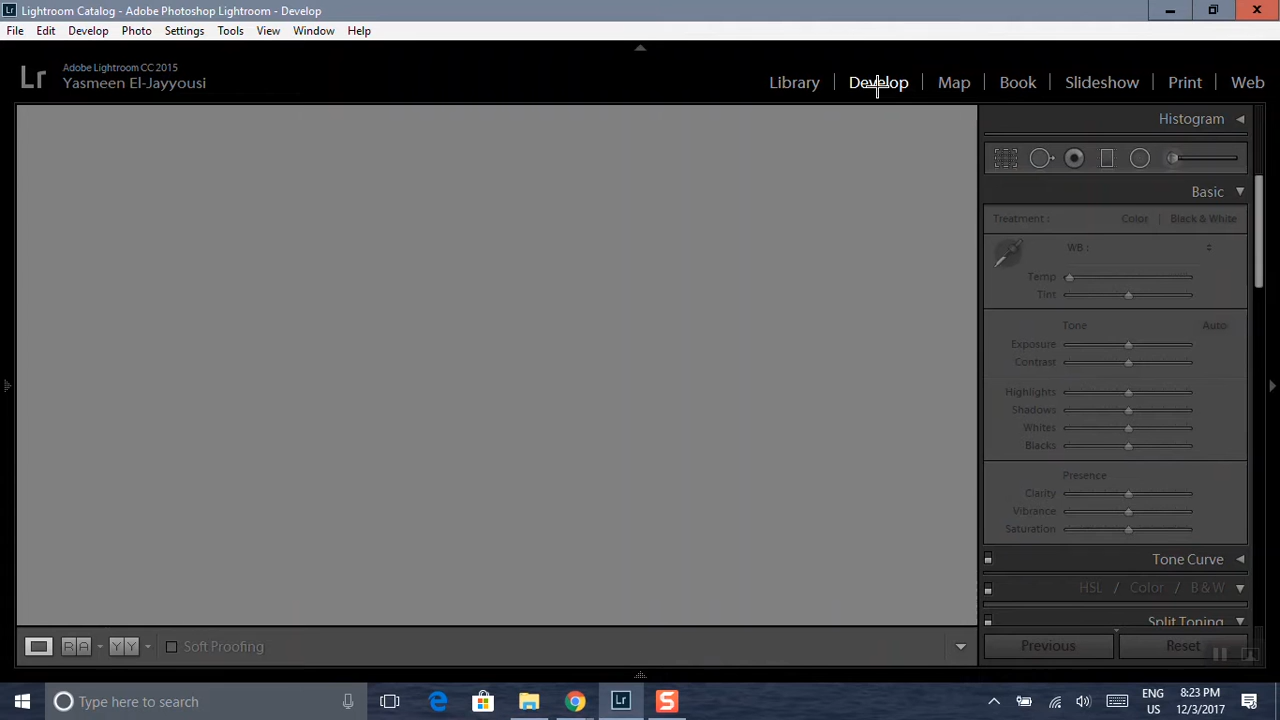 Lightroom Catalog - Adobe Photoshop Lightroom - Develop
File Edit Develop Photo Settings Tools View Window Help
Lr
Adobe Lightroom CC 2015
Yasmeen El-Jayyousi
Library Develop Map Book Slideshow Print Web
Histogram
Basic
Treatment : Color Black & White
WB :
Temp
Tint
Tone Auto
Exposure
Contrast
Highlights
Shadows
Whites
Blacks
Presence
Clarity
Vibrance
Saturation
Tone Curve
HSL / Color / B & W
Split Toning
R A Y Y Soft Proofing
Previous Reset
Type here to search
Lr
S
ENG
US
8:23 PM
12/3/2017